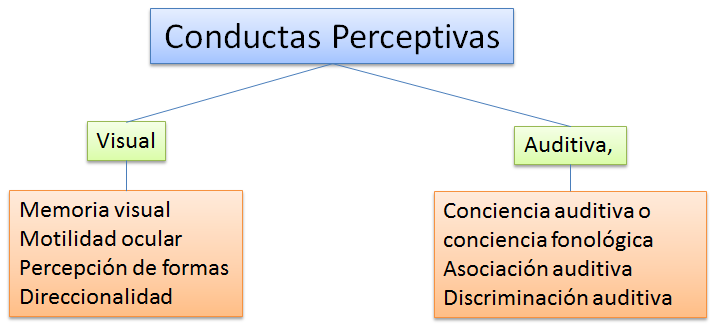 Conductas Perceptivas
Visual
Auditiva,
Memoria visual
Motilidad ocular
Percepción de formas
Direccionalidad
Conciencia auditiva o
conciencia fonológica
Asociación auditiva
Discriminación auditiva